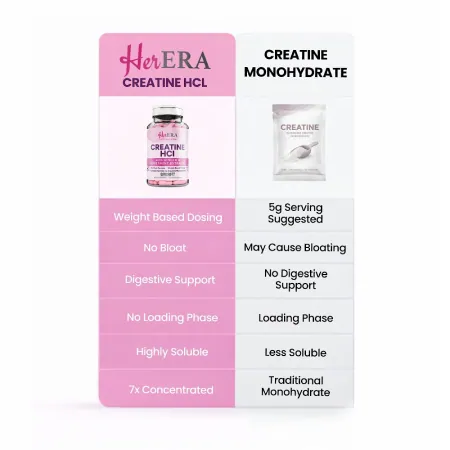 HerERA
CREATINE HCL
CREATINE
MONOHYDRATE
HerERA
CREATINE
HCl
CREATINE
Weight Based Dosing
5g Serving
Suggested
No Bloat
May Cause Bloating
Digestive Support
No Digestive
Support
No Loading Phase
Loading Phase
Highly Soluble
Less Soluble
7x Concentrated
Traditional
Monohydrate